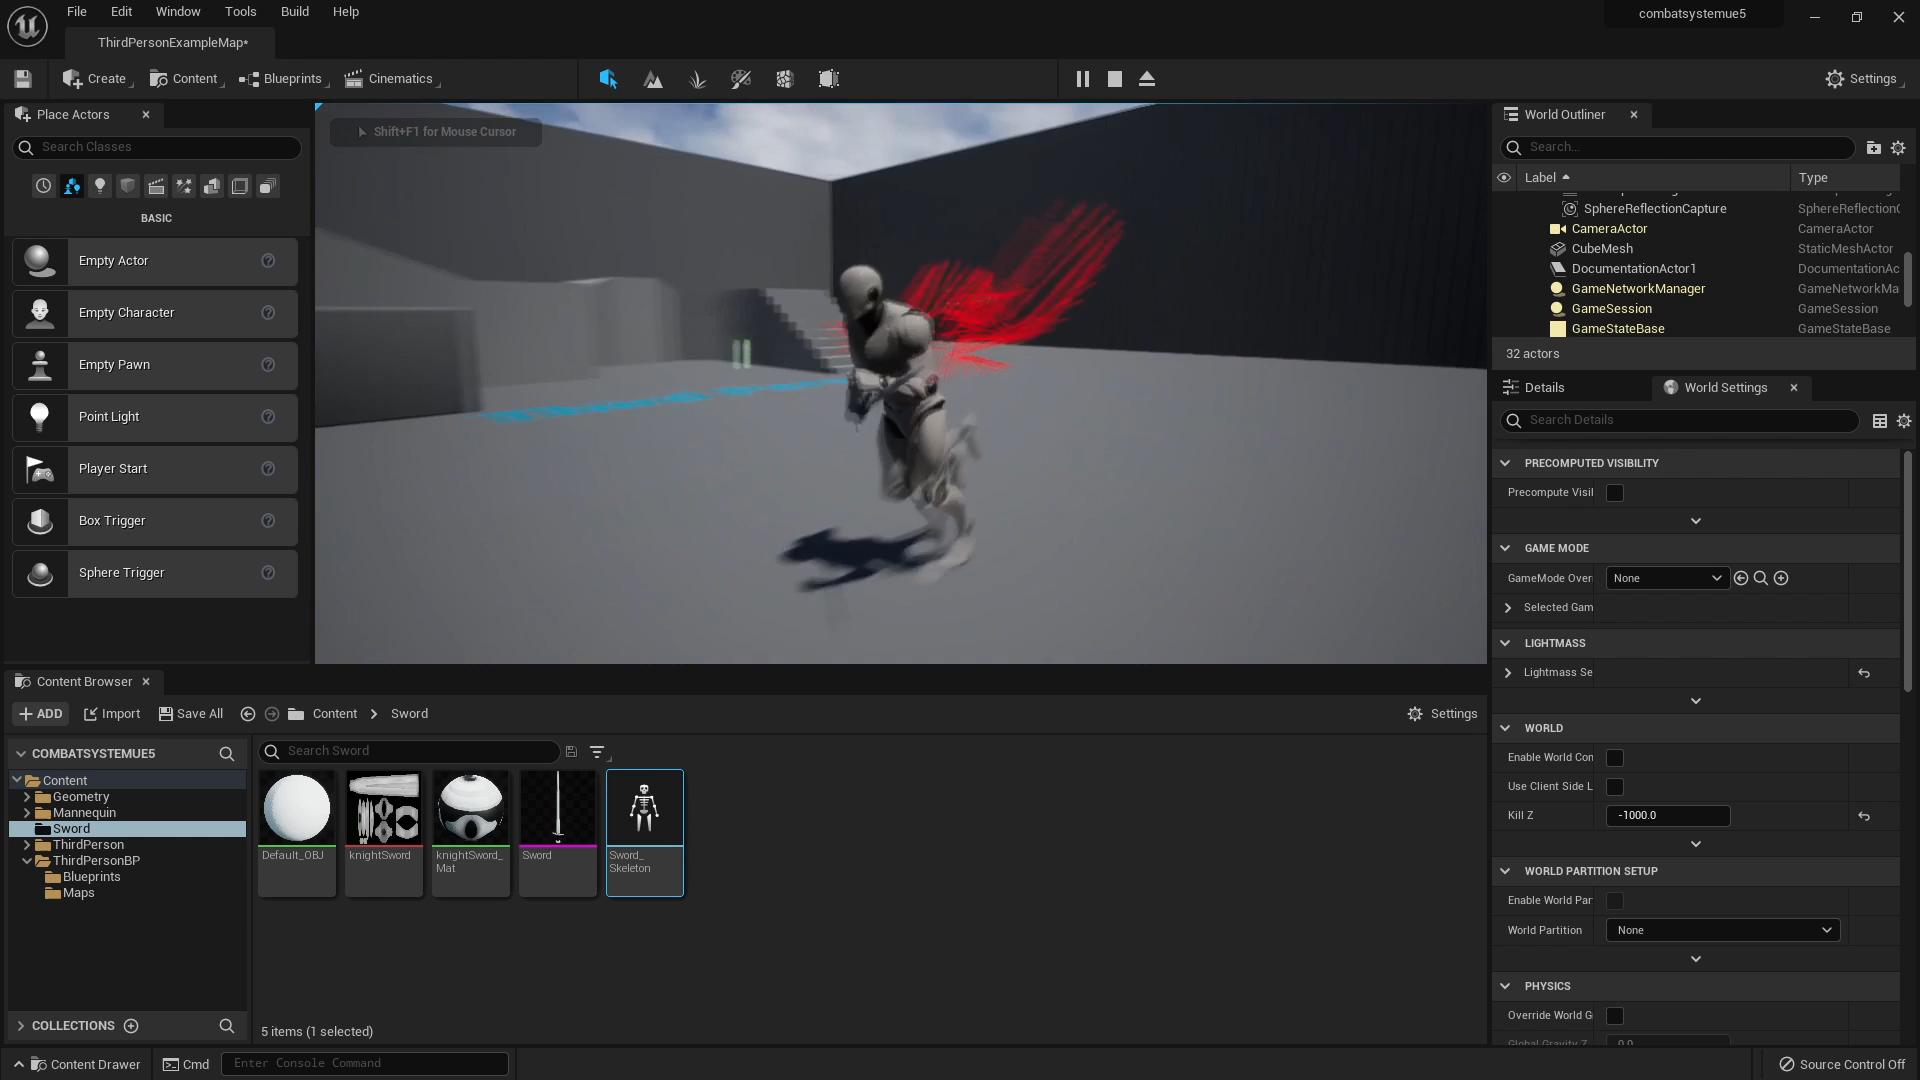 File Edit Window Tools Build Help
combatsystemue5
ThirdPersonExampleMap*
Create
Content
Blueprints
Cinematics
Settings
Place Actors
Search Classes
BASIC
Empty Actor
Empty Character
Empty Pawn
Point Light
Player Start
Box Trigger
Sphere Trigger
Shift+F1 for Mouse Cursor
World Outliner
Search...
Label Type
SphereReflectionCapture SphereReflectionC
CameraActor CameraActor
CubeMesh StaticMeshActor
DocumentationActor1 DocumentationAc
GameNetworkManager GameNetworkMa
GameSession GameSession
GameStateBase GameStateBase
32 actors
Details
World Settings
Search Details
PRECOMPUTED VISIBILITY
Precompute Visil
GAME MODE
GameMode Over None
Selected Gam
LIGHTMASS
Lightmass Se
WORLD
Enable World Con
Use Client Side L
Kill Z -1000.0
WORLD PARTITION SETUP
Enable World Par
World Partition None
PHYSICS
Override World G
Global Gravity Z 0.0
Content Browser
ADD Import Save All Content Sword
Settings
COMBATSYSTEMUE5
Content
Geometry
Mannequin
Sword
ThirdPerson
ThirdPersonBP
Blueprints
Maps
COLLECTIONS
Search Sword
Default_OBJ
knightSword
knightSword_
Mat
Sword
Sword_
Skeleton
5 items (1 selected)
Content Drawer
Cmd
Enter Console Command
Source Control Off